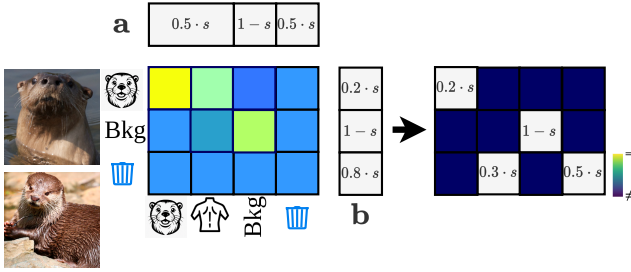 a 0.5 · s 1 − s 0.5 · s
Bkg
0.2 · s
1 − s
0.8 · s
b
Bkg
0.2 · s
1 − s
0.3 · s 0.5 · s
=
≠